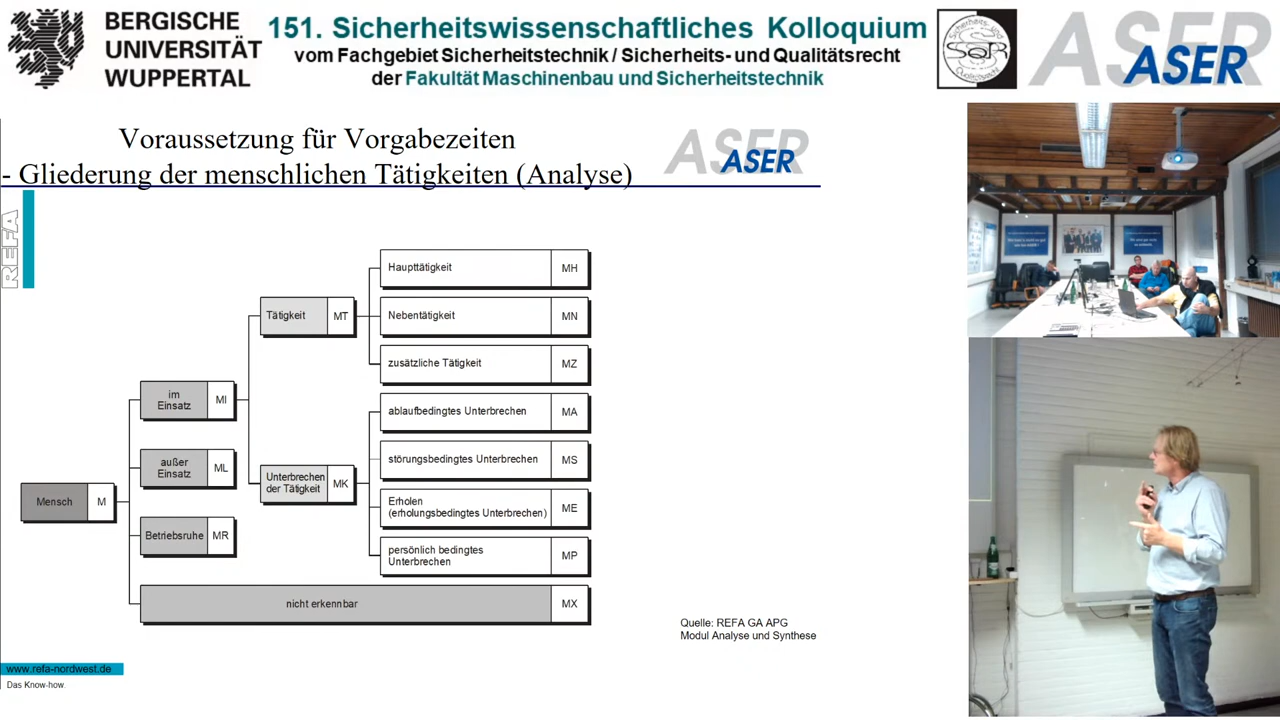 BERGISCHE
UNIVERSITÄT
WUPPERTAL
151. Sicherheitswissenschaftliches Kolloquium
vom Fachgebiet Sicherheitstechnik / Sicherheits- und Qualitätsrecht
der Fakultät Maschinenbau und Sicherheitstechnik
SQR
ASER
ASER
Voraussetzung für Vorgabezeiten
- Gliederung der menschlichen Tätigkeiten (Analyse)
ASER
ASER
REFA
Mensch M
im
Einsatz MI
außer
Einsatz ML
Betriebsruhe MR
Tätigkeit MT
Unterbrechen
der Tätigkeit MK
Haupttätigkeit MH
Nebentätigkeit MN
zusätzliche Tätigkeit MZ
ablaufbedingtes Unterbrechen MA
störungsbedingtes Unterbrechen MS
Erholen
(erholungsbedingtes Unterbrechen) ME
persönlich bedingtes
Unterbrechen MP
nicht erkennbar MX
Quelle: REFA GA APG
Modul Analyse und Synthese
www.refa-nordwest.de
Das Know-how.